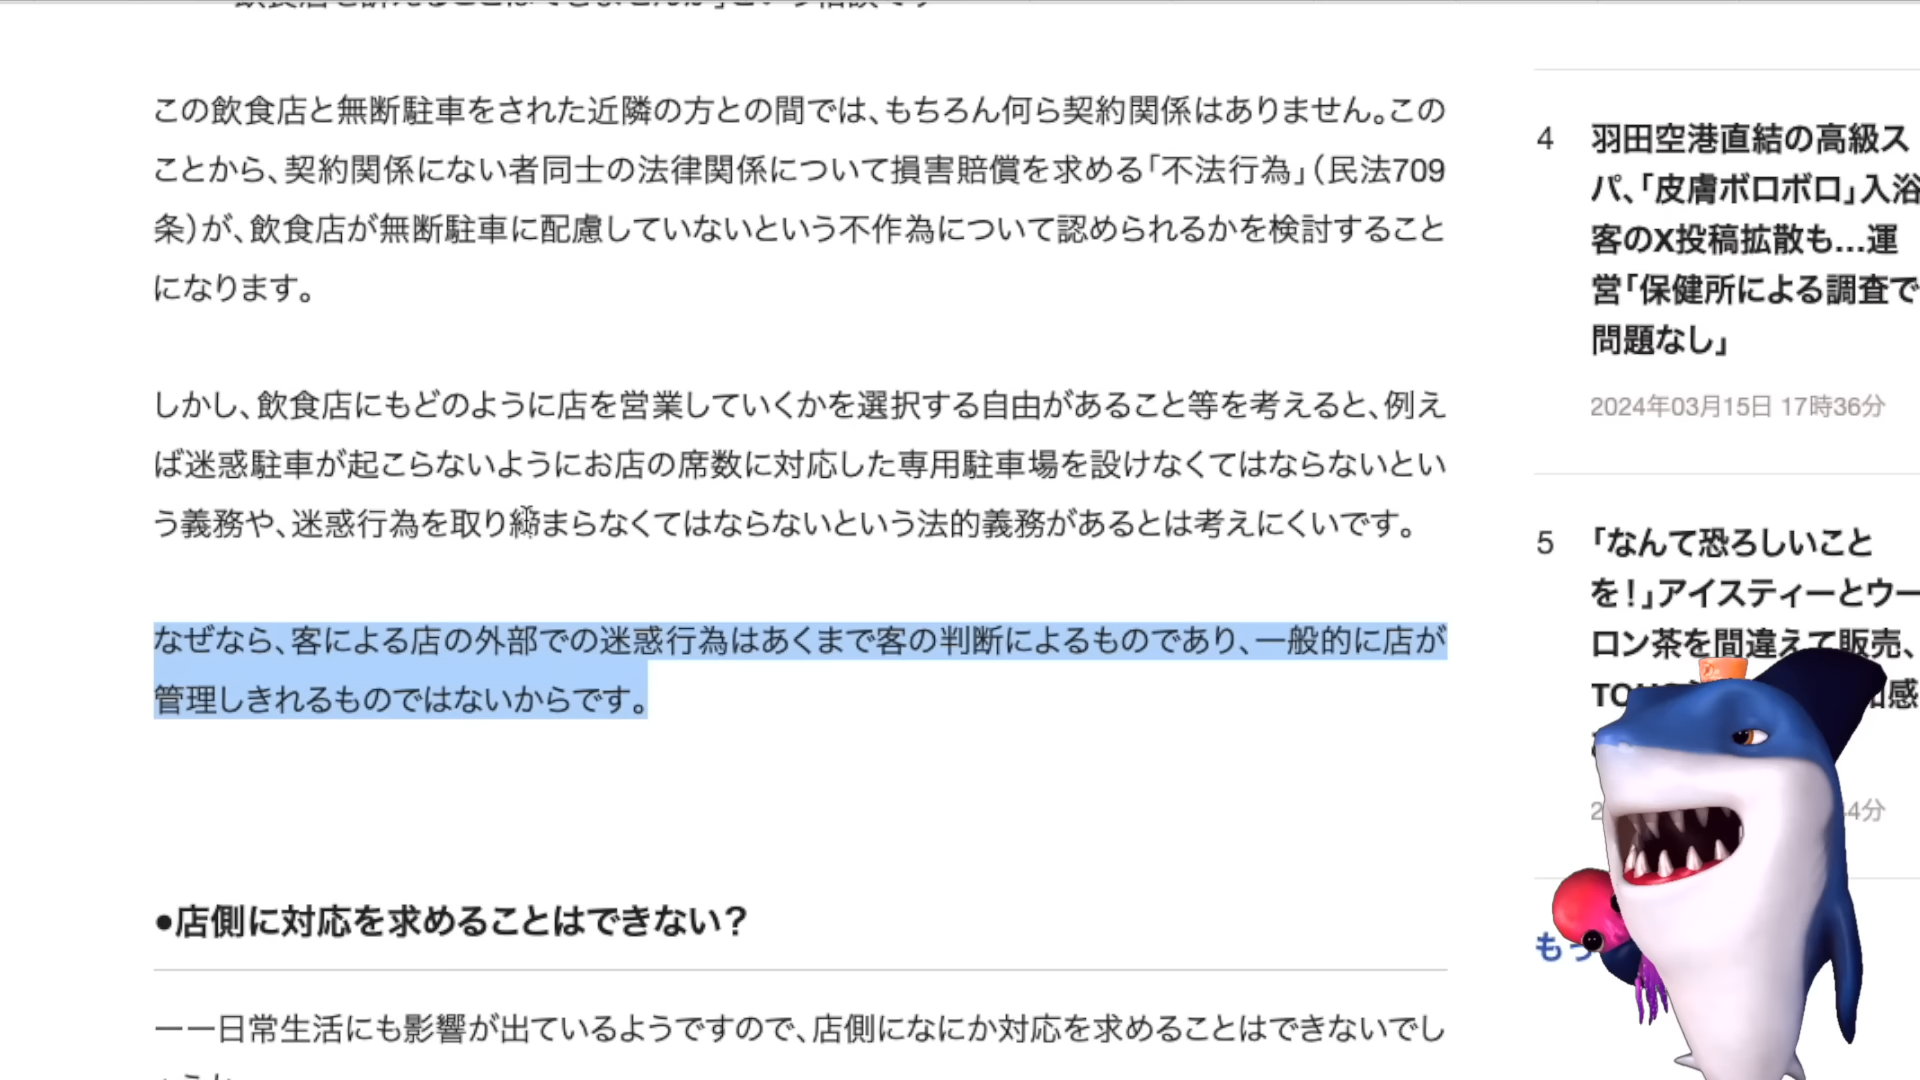 この飲食店と無断駐車をされた近隣の方との間では、もちろん何ら契約関係はありません。この
ことから、契約関係にない者同士の法律関係について損害賠償を求める「不法行為」（民法709
条）が、飲食店が無断駐車に配慮していないという不作為について認められるかを検討すること
になります。
しかし、飲食店にもどのように店を営業していくかを選択する自由があること等を考えると、例え
ば迷惑駐車が起こらないようにお店の席数に対応した専用駐車場を設けなくてはならないとい
う義務や、迷惑行為を取り締まらなくてはならないという法的義務があるとは考えにくいです。
なぜなら、客による店の外部での迷惑行為はあくまで客の判断によるものであり、一般的に店が
管理しきれるものではないからです。
●店側に対応を求めることはできない？
ーー日常生活にも影響が出ているようですので、店側になにか対応を求めることはできないでし
4 羽田空港直結の高級ス
パ、「皮膚ボロボロ」入浴
客のX投稿拡散も…運
営「保健所による調査で
問題なし」
2024年03月15日 17時36分
5 「なんて恐ろしいこと
を！」アイスティーとウー
ロン茶を間違えて販売、